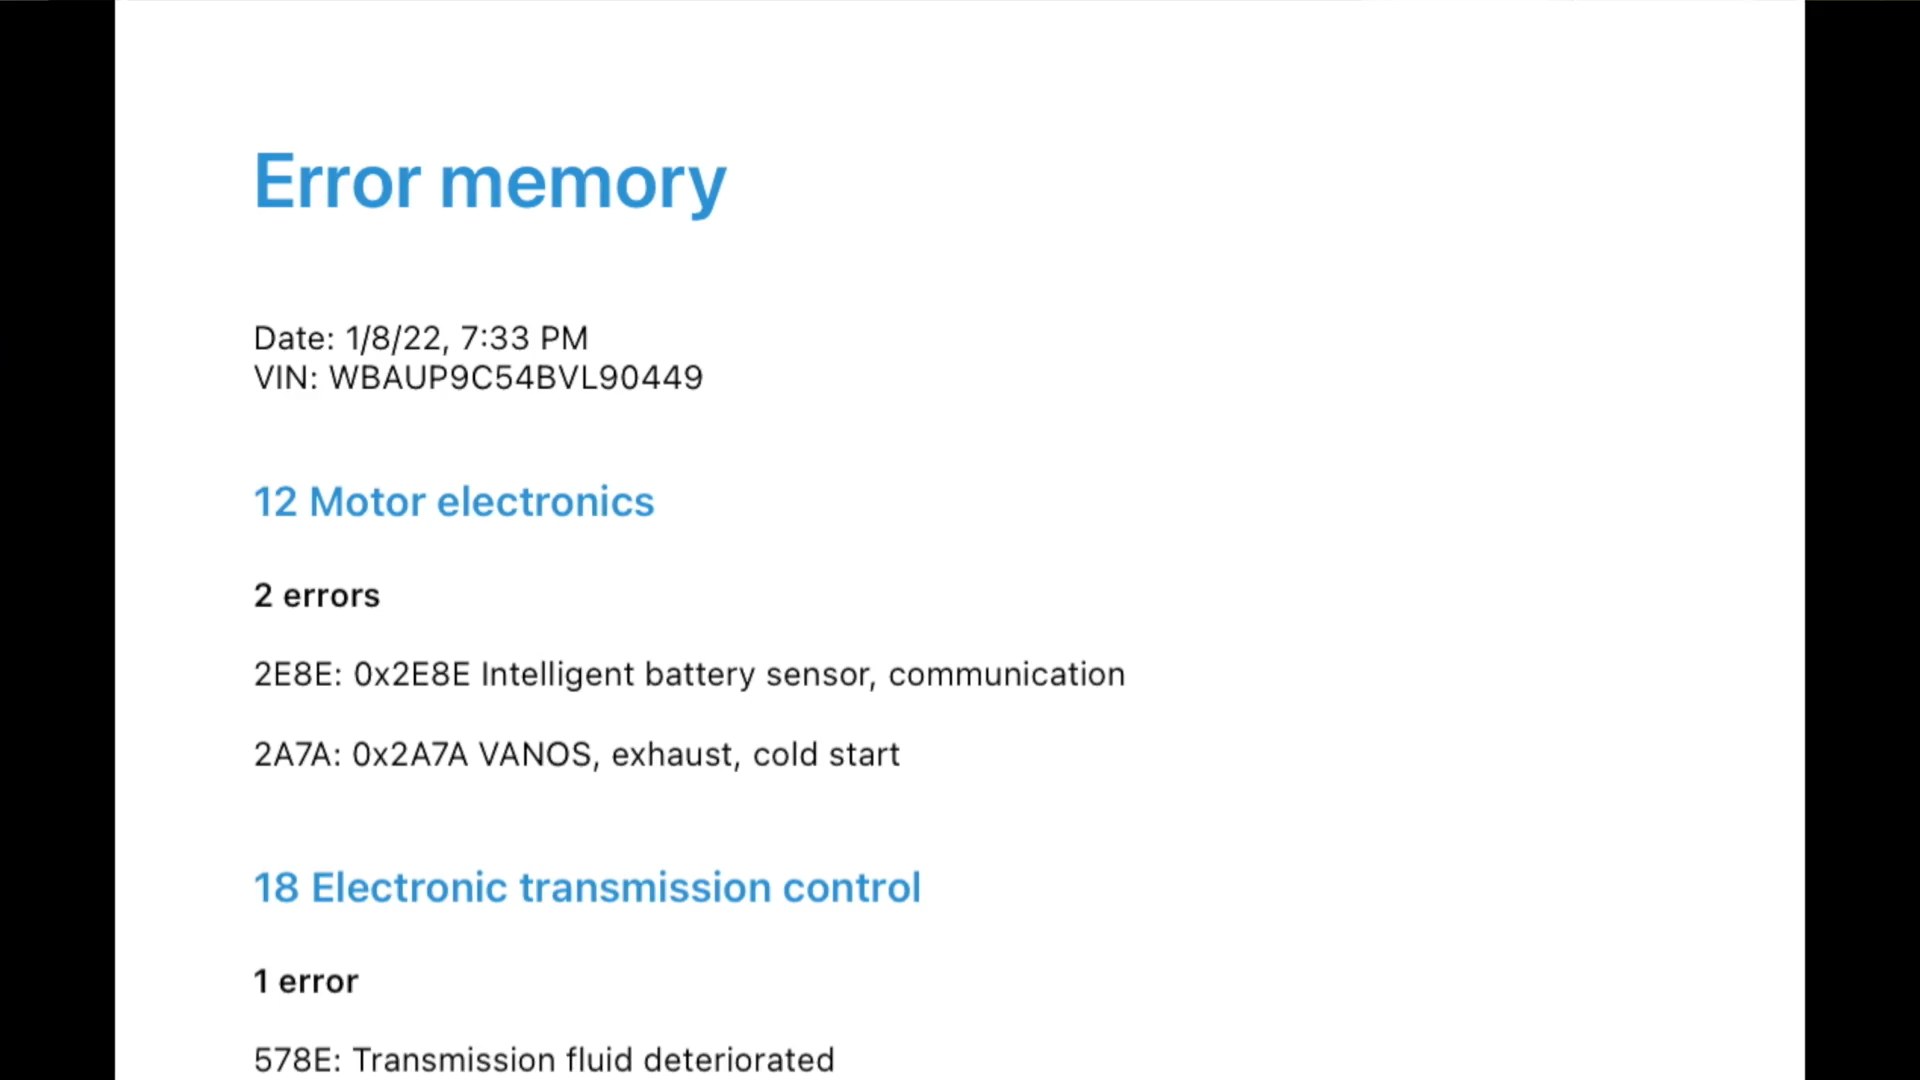 Error memory
Date: 1/8/22, 7:33 PM
VIN: WBAUP9C54BVL90449
12 Motor electronics
2 errors
2E8E: 0x2E8E Intelligent battery sensor, communication
2A7A: 0x2A7A VANOS, exhaust, cold start
18 Electronic transmission control
1 error
578E: Transmission fluid deteriorated